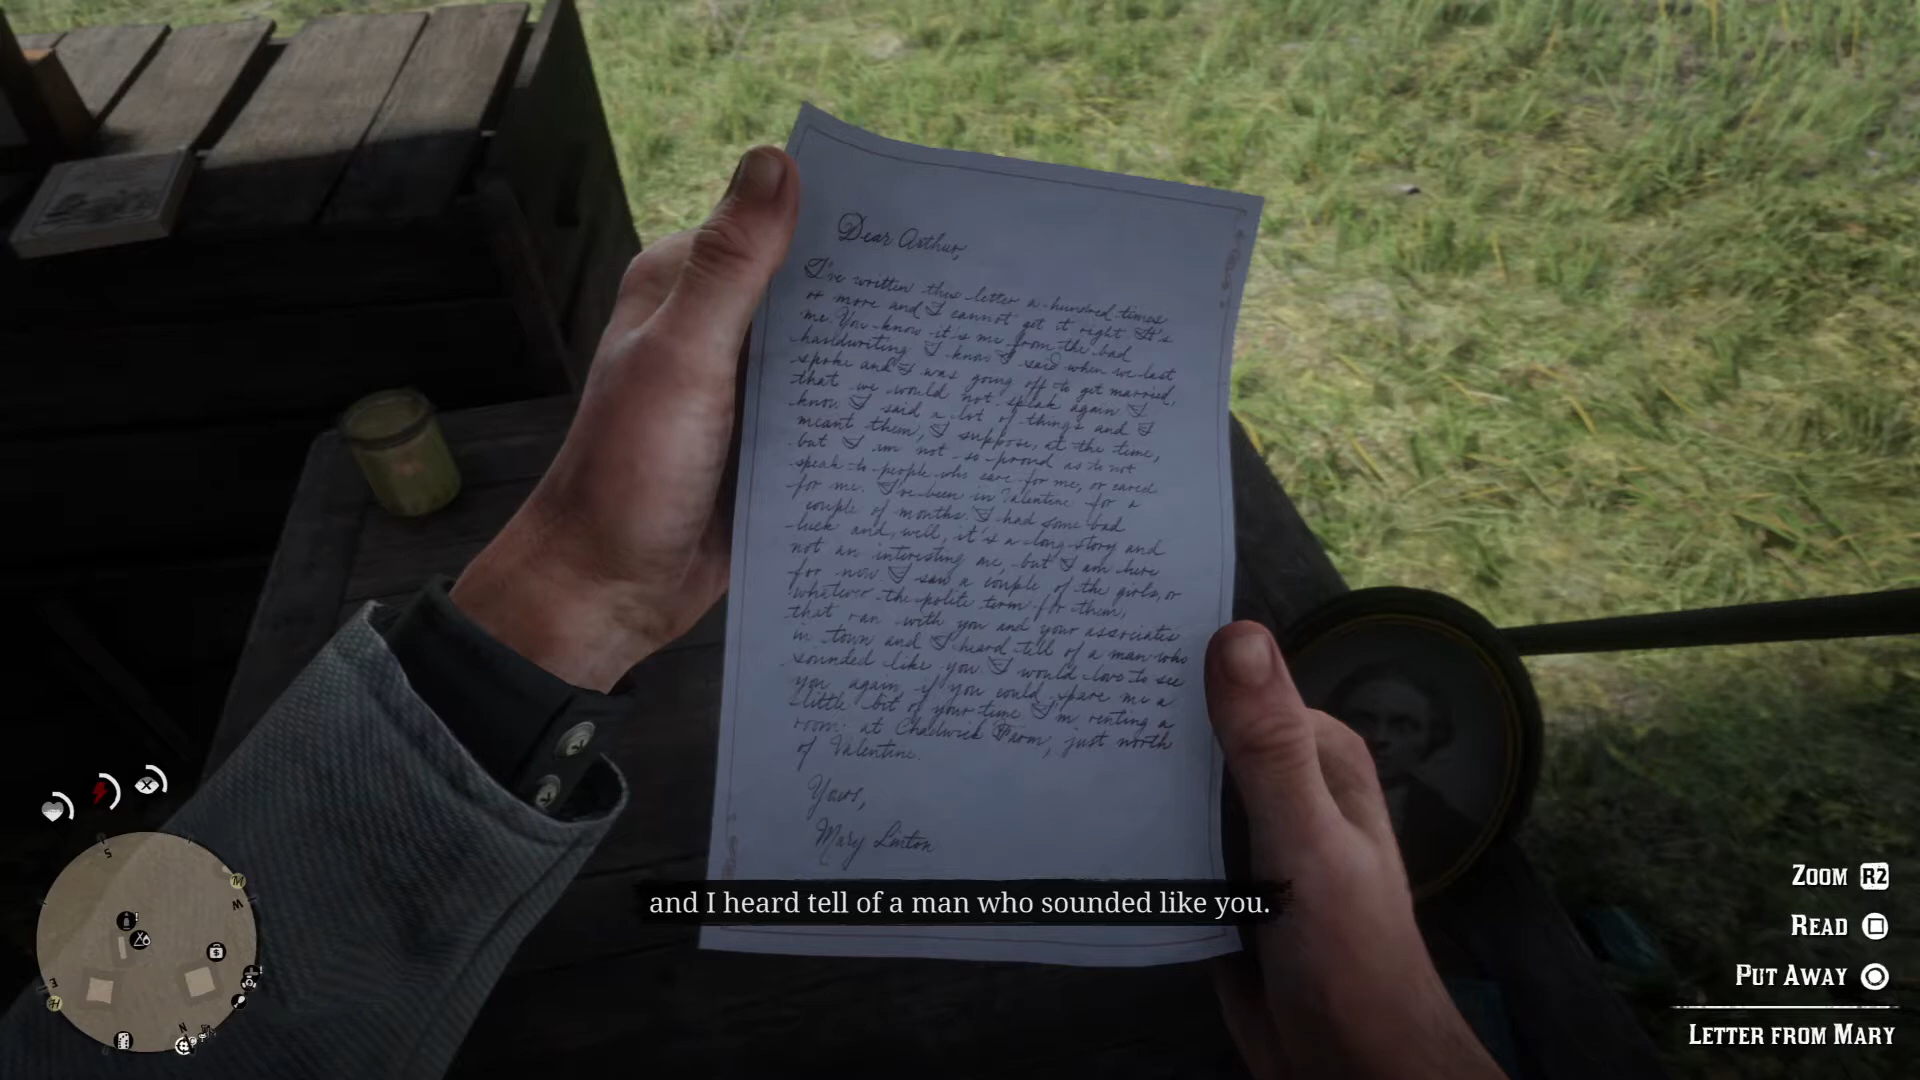 Dear Arthur,
I've written this letter a hundred times
or more and I cannot get it right. It's
me. You know it's me from the bad
handwriting. I know I said when we last
spoke and I was going off to get married,
that we would not speak again I
know. I said a lot of things and I
meant them, I suppose, at the time,
but I am not so proud as to not
speak to people who care for me, or cared
for me. I've been in Valentine for a
couple of months. I had some bad
luck and, well, it's a long story and
not an interesting one, but I am here
for now I saw a couple of the girls, or
whatever the polite term for them,
that ran with you and your associates
in town and I heard tell of a man who
sounded like you I would love to see
you again if you could spare me a
little bit of your time I'm renting a
room at Chadwick Farm, just north
of Valentine.
Yours,
Mary Linton
and I heard tell of a man who sounded like you.
ZOOM R2
READ
PUT AWAY
LETTER FROM MARY
S
W
E
N
M
H